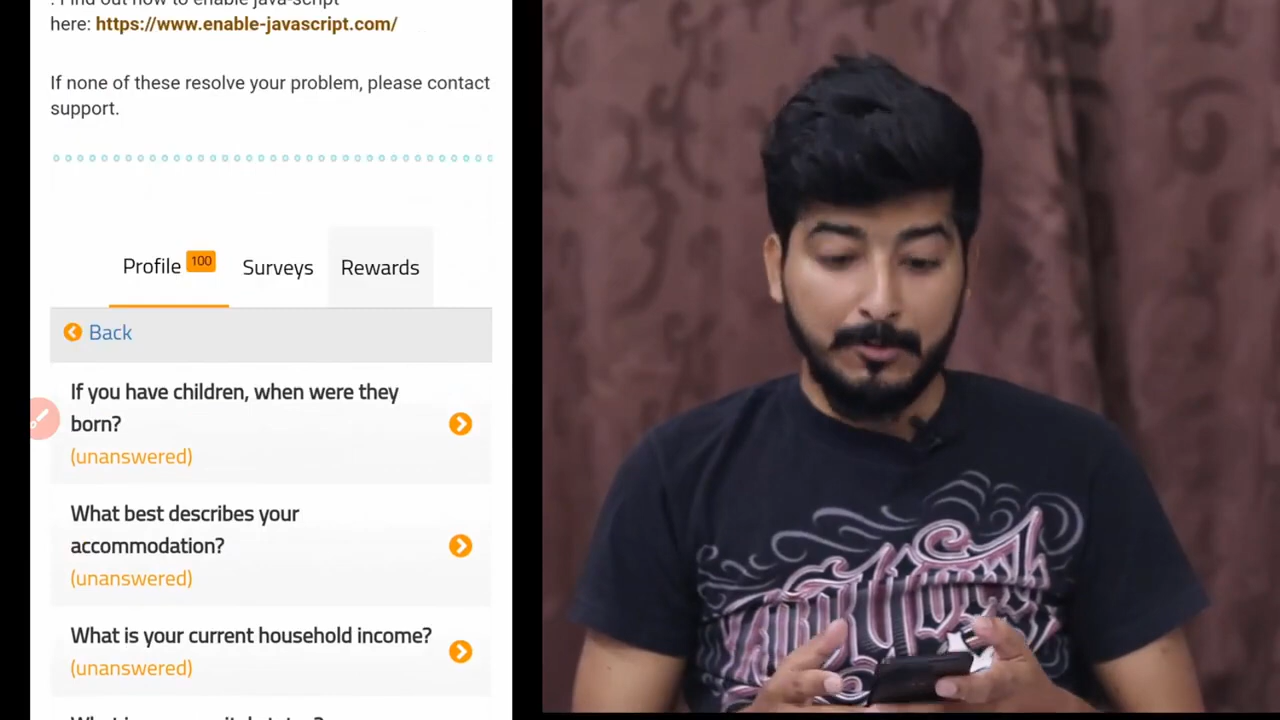 here: https://www.enable-javascript.com/
If none of these resolve your problem, please contact
support.
Profile 100 Surveys Rewards
Back
If you have children, when were they
born?
(unanswered)
What best describes your
accommodation?
(unanswered)
What is your current household income?
(unanswered)